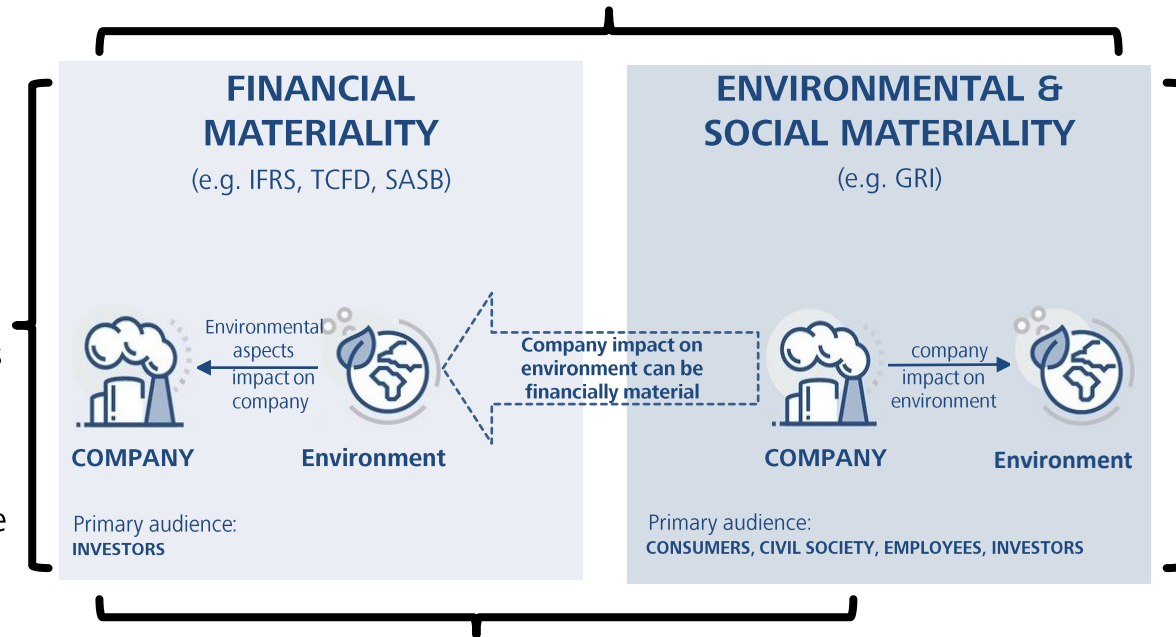 FINANCIAL
MATERIALITY
(e.g. IFRS, TCFD, SASB)
Environmental
aspects
impact on
company
COMPANY
Environment
Primary audience:
INVESTORS
Company impact on
environment can be
financially material
ENVIRONMENTAL &
SOCIAL MATERIALITY
(e.g. GRI)
company
impact on
environment
COMPANY
Environment
Primary audience:
CONSUMERS, CIVIL SOCIETY, EMPLOYEES, INVESTORS